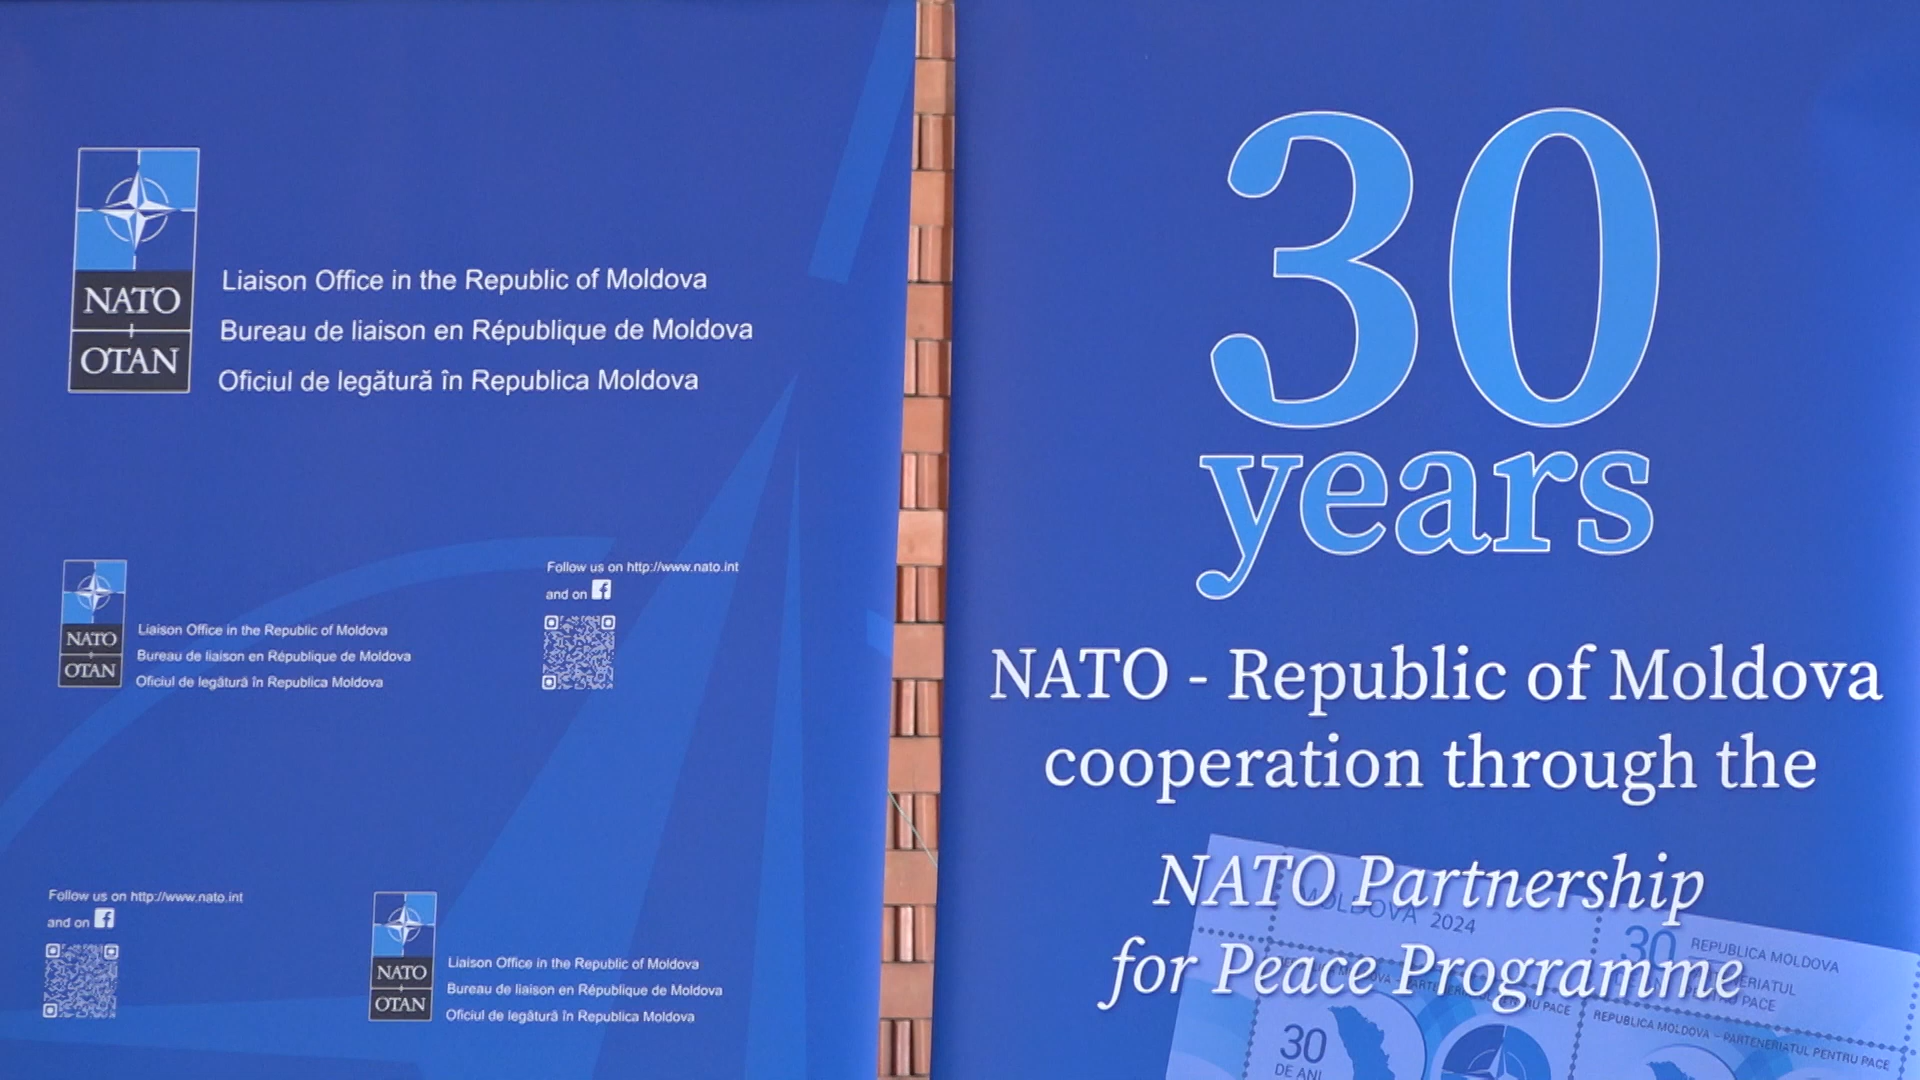 NATO
OTAN
Liaison Office in the Republic of Moldova
Bureau de liaison en République de Moldova
Oficiul de legătură în Republica Moldova
NATO
OTAN
Liaison Office in the Republic of Moldova
Bureau de liaison en République de Moldova
Oficiul de legătură în Republica Moldova
Follow us on http://www.nato.int
and on
Follow us on http://www.nato.int
and on
NATO
OTAN
Liaison Office in the Republic of Moldova
Bureau de liaison en République de Moldova
Oficiul de legătură în Republica Moldova
30
years
NATO - Republic of Moldova
cooperation through the
NATO Partnership
for Peace Programme
MOLDOVA 2024
30
REPUBLICA MOLDOVA
PACE
MOLDOVA - PENTRU PACE
30
DE ANI
REPUBLICA MOLDOVA - PARTENERIATUL PENTRU PACE